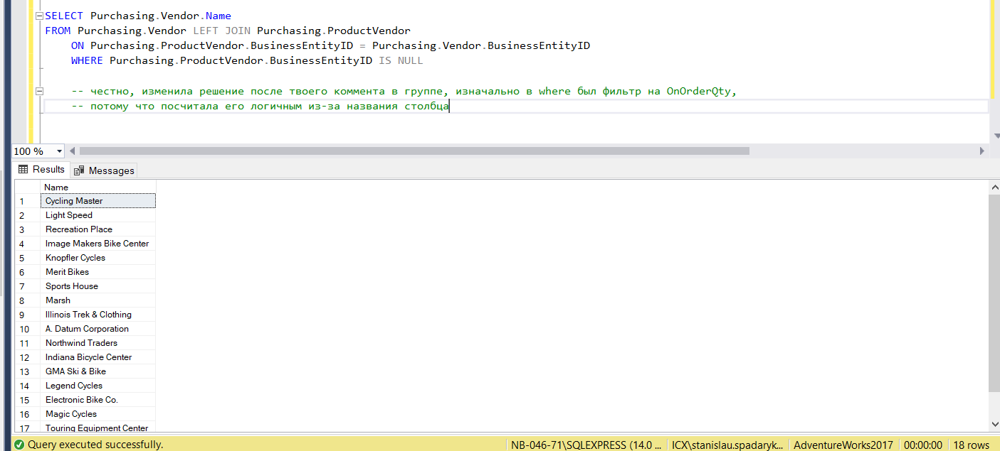 SELECT Purchasing.Vendor.Name
FROM Purchasing.Vendor LEFT JOIN Purchasing.ProductVendor
ON Purchasing.ProductVendor.BusinessEntityID = Purchasing.Vendor.BusinessEntityID
WHERE Purchasing.ProductVendor.BusinessEntityID IS NULL
-- честно, изменила решение после твоего коммента в группе, изначально в where был фильтр на OnOrderQty,
-- потому что посчитала его логичным из-за названия столбца
100 %
Results Messages
Name
1 Cycling Master
2 Light Speed
3 Recreation Place
4 Image Makers Bike Center
5 Knopfler Cycles
6 Merit Bikes
7 Sports House
8 Marsh
9 Illinois Trek & Clothing
10 A. Datum Corporation
11 Northwind Traders
12 Indiana Bicycle Center
13 GMA Ski & Bike
14 Legend Cycles
15 Electronic Bike Co.
16 Magic Cycles
17 Touring Equipment Center
Query executed successfully. NB-046-71\SQLEXPRESS (14.0 ... ICX\stanislau.spadaryk... AdventureWorks2017 00:00:00 18 rows